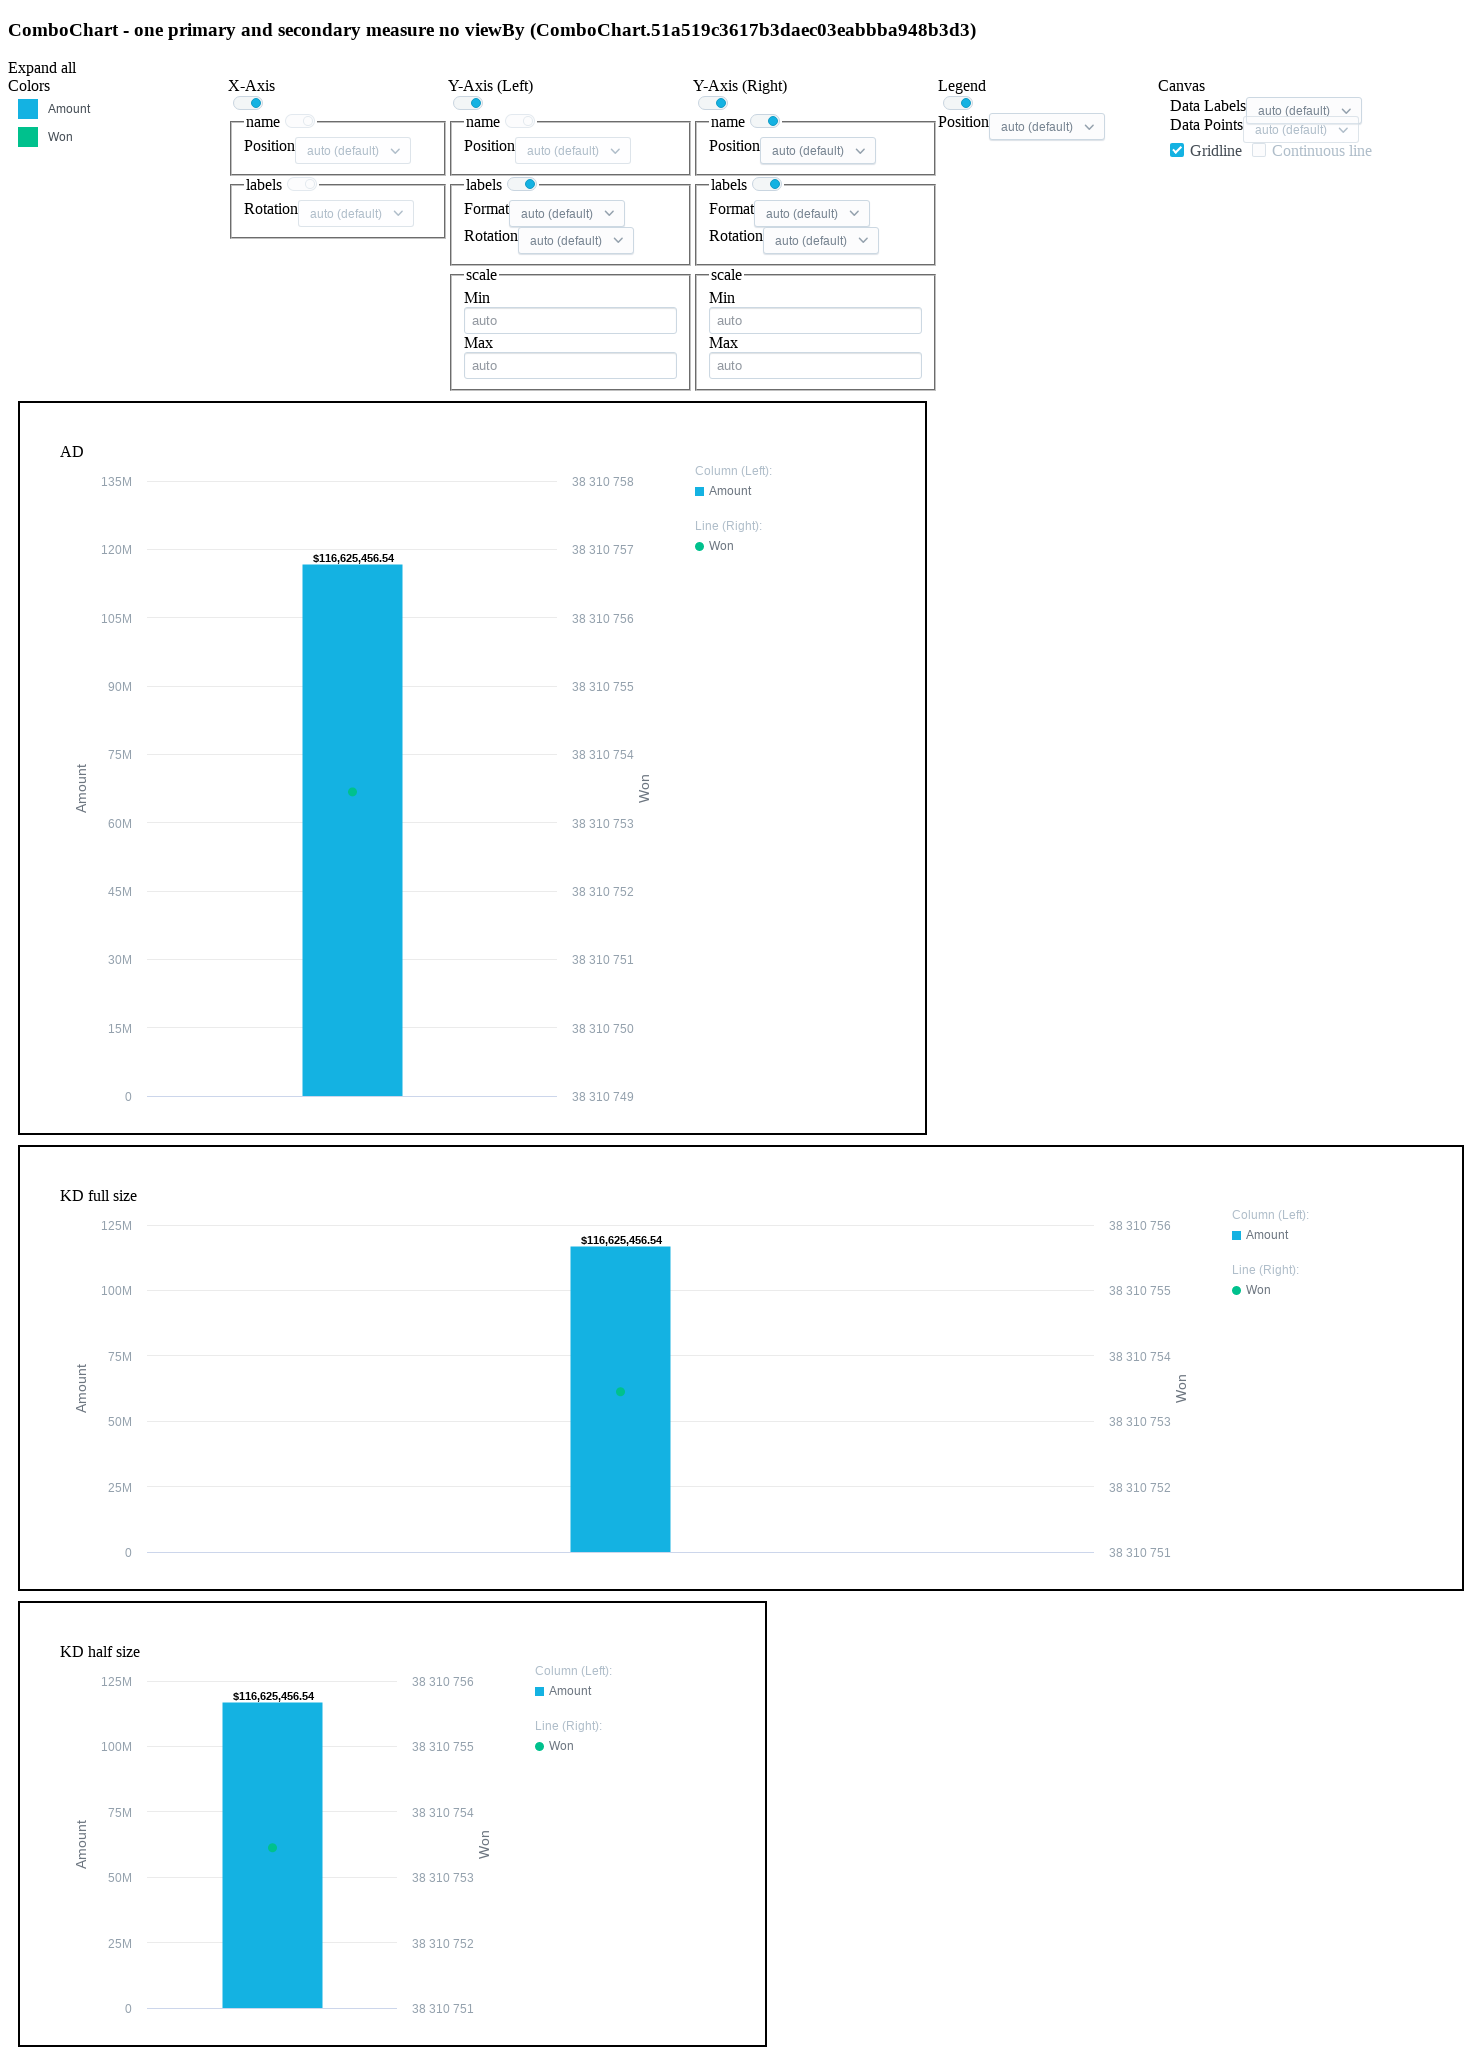 ComboChart - one primary and secondary measure no viewBy (ComboChart.51a519c3617b3daec03eabbba948b3d3)
Expand all
Colors
Amount
Won
X-Axis
name
Position auto (default)
labels
Rotation auto (default)
Y-Axis (Left)
name
Position auto (default)
labels
Format auto (default)
Rotation auto (default)
scale
Min
auto
Max
auto
Y-Axis (Right)
name
Position auto (default)
labels
Format auto (default)
Rotation auto (default)
scale
Min
auto
Max
auto
Legend
Position auto (default)
Canvas
Data Labels auto (default)
Data Points auto (default)
Gridline Continuous line
AD
135M
120M
105M
90M
75M
60M
45M
30M
15M
0
Amount
$116,625,456.54
38 310 758
38 310 757
38 310 756
38 310 755
38 310 754
38 310 753
38 310 752
38 310 751
38 310 750
38 310 749
Won
Column (Left):
Amount
Line (Right):
Won
KD full size
125M
100M
75M
50M
25M
0
Amount
$116,625,456.54
38 310 756
38 310 755
38 310 754
38 310 753
38 310 752
38 310 751
Won
Column (Left):
Amount
Line (Right):
Won
KD half size
125M
100M
75M
50M
25M
0
Amount
$116,625,456.54
38 310 756
38 310 755
38 310 754
38 310 753
38 310 752
38 310 751
Won
Column (Left):
Amount
Line (Right):
Won